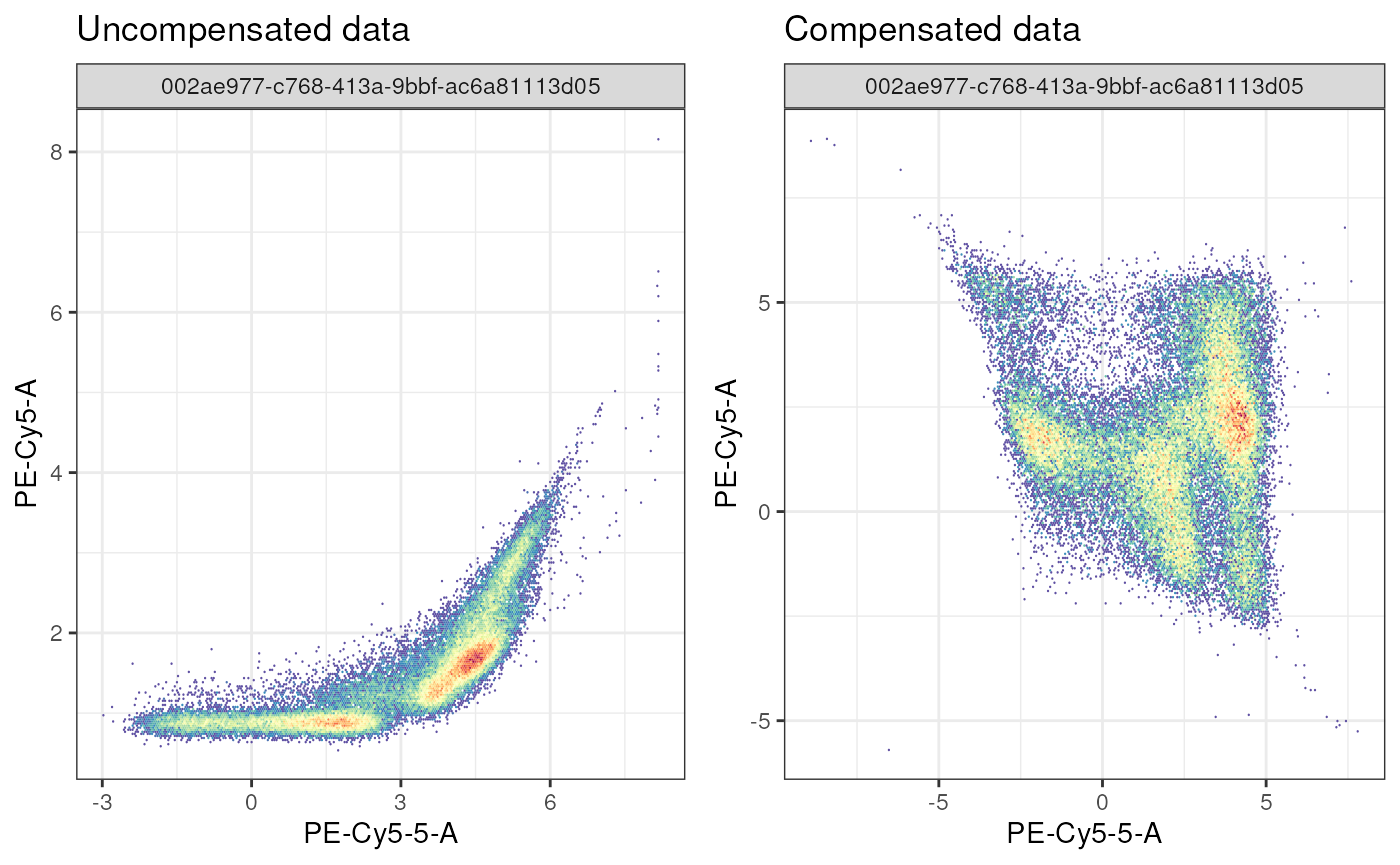 Uncompensated data
002ae977-c768-413a-9bbf-ac6a81113d05
8
6
4
2
PE-Cy5-A
-3 0 3 6
PE-Cy5-5-A
Compensated data
002ae977-c768-413a-9bbf-ac6a81113d05
5
0
-5
PE-Cy5-A
-5 0 5
PE-Cy5-5-A